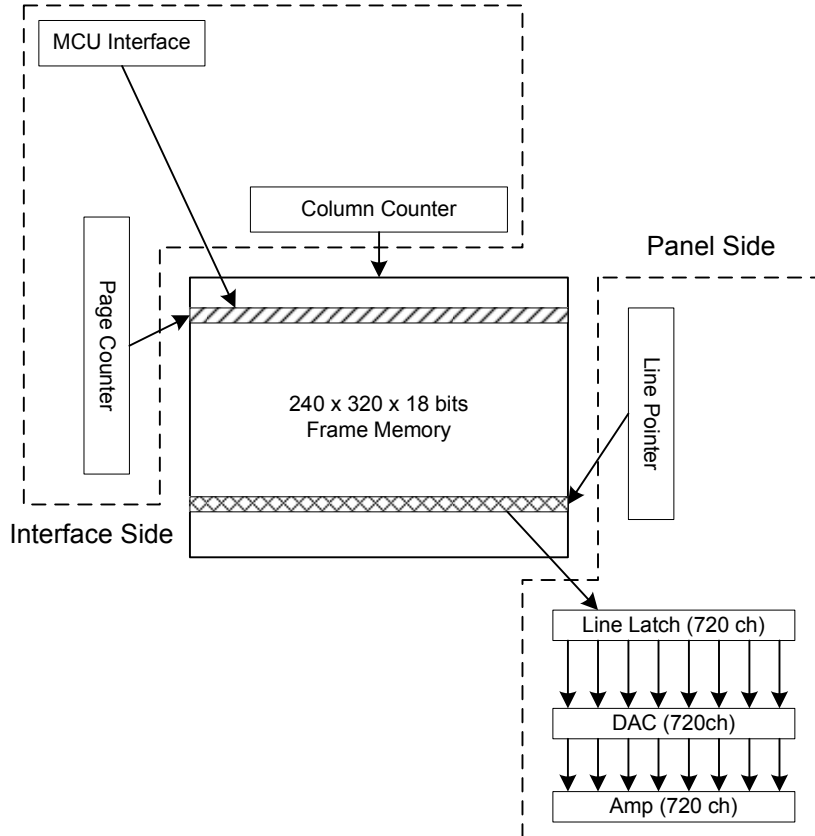 MCU Interface
Column Counter
Panel Side
Page Counter
Line Pointer
240 x 320 x 18 bits
Frame Memory
Interface Side
Line Latch (720 ch)
DAC (720ch)
Amp (720 ch)